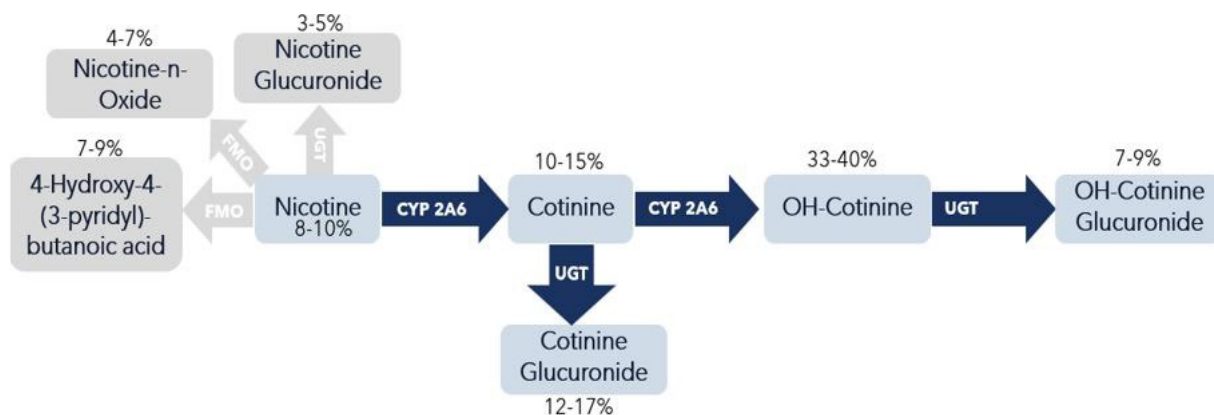 4-7%
Nicotine-n-
Oxide
3-5%
Nicotine
Glucuronide
7-9%
4-Hydroxy-4-
(3-pyridyl)-
butanoic acid
FMO
FMO
UGT
Nicotine
8-10%
CYP 2A6
10-15%
Cotinine
CYP 2A6
33-40%
OH-Cotinine
UGT
7-9%
OH-Cotinine
Glucuronide
UGT
Cotinine
Glucuronide
12-17%